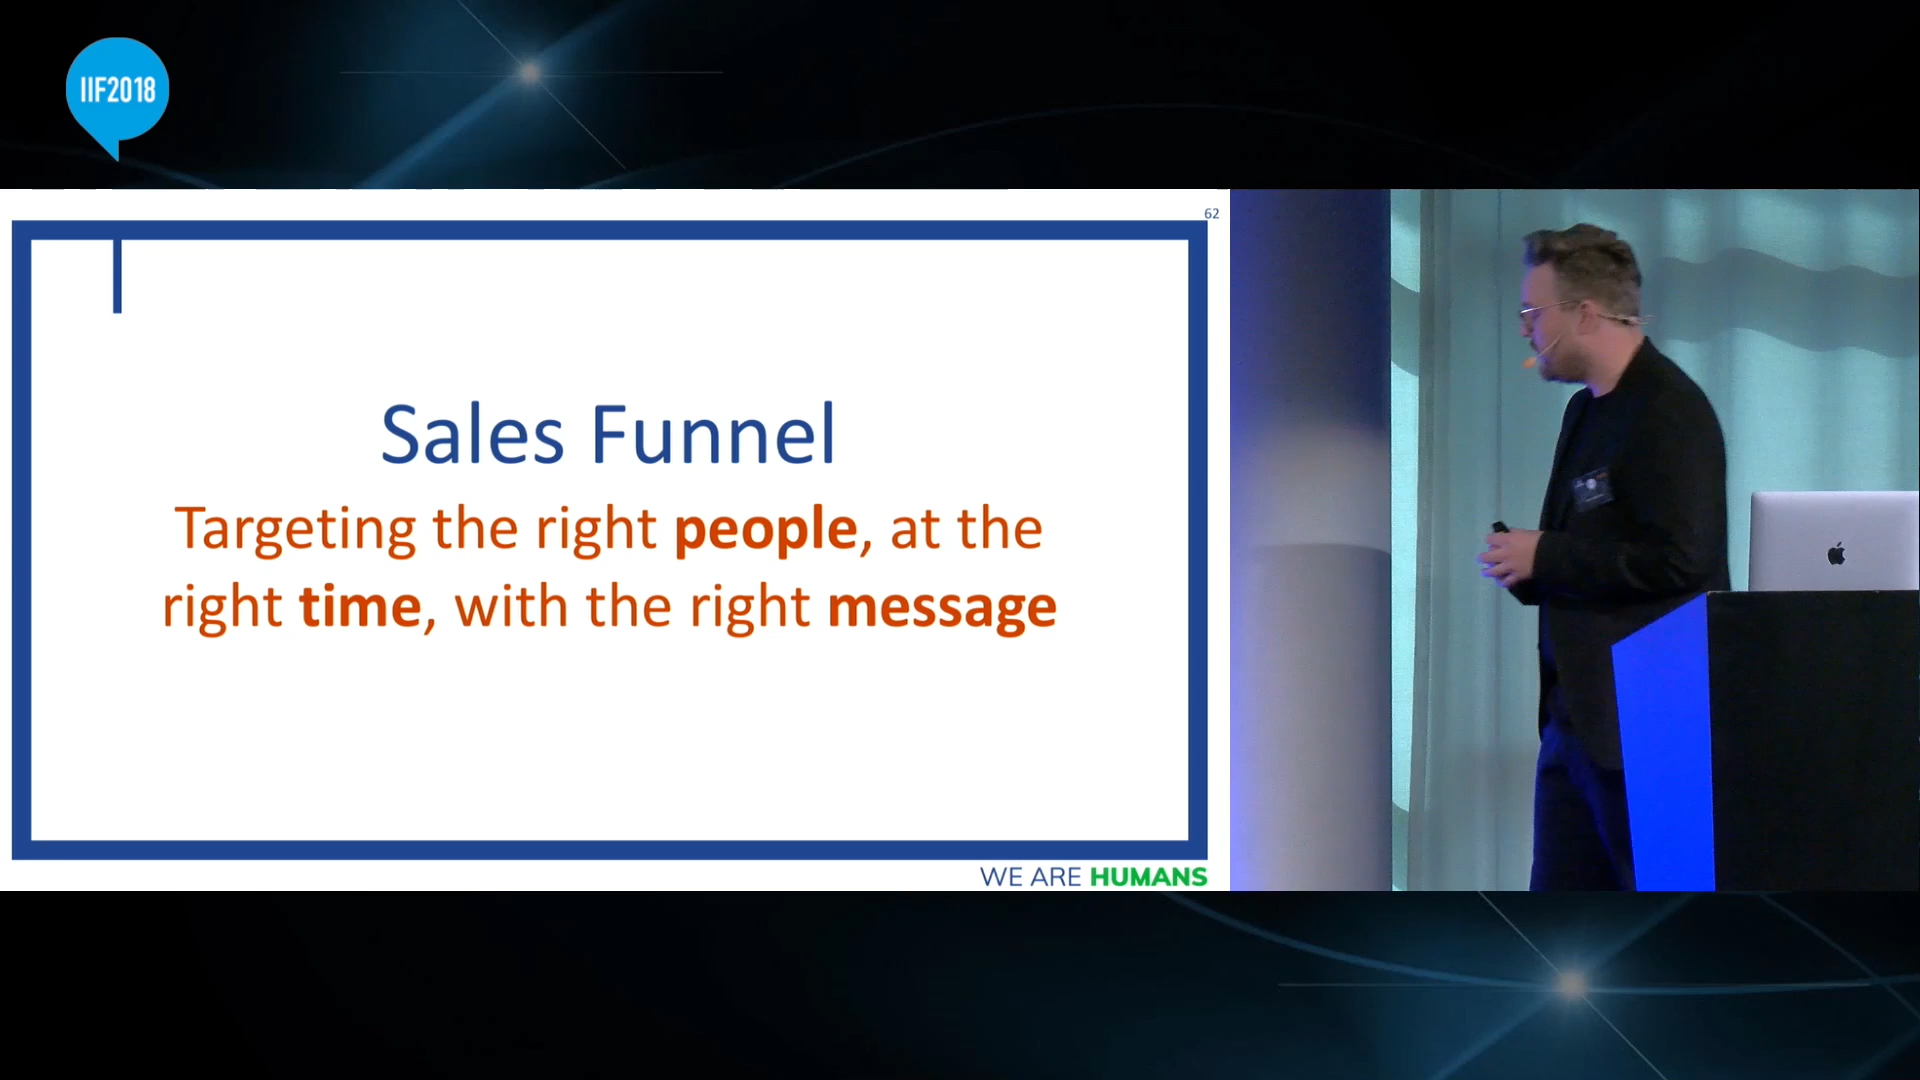 IIF2018
62
Sales Funnel
Targeting the right people, at the
right time, with the right message
WE ARE HUMANS